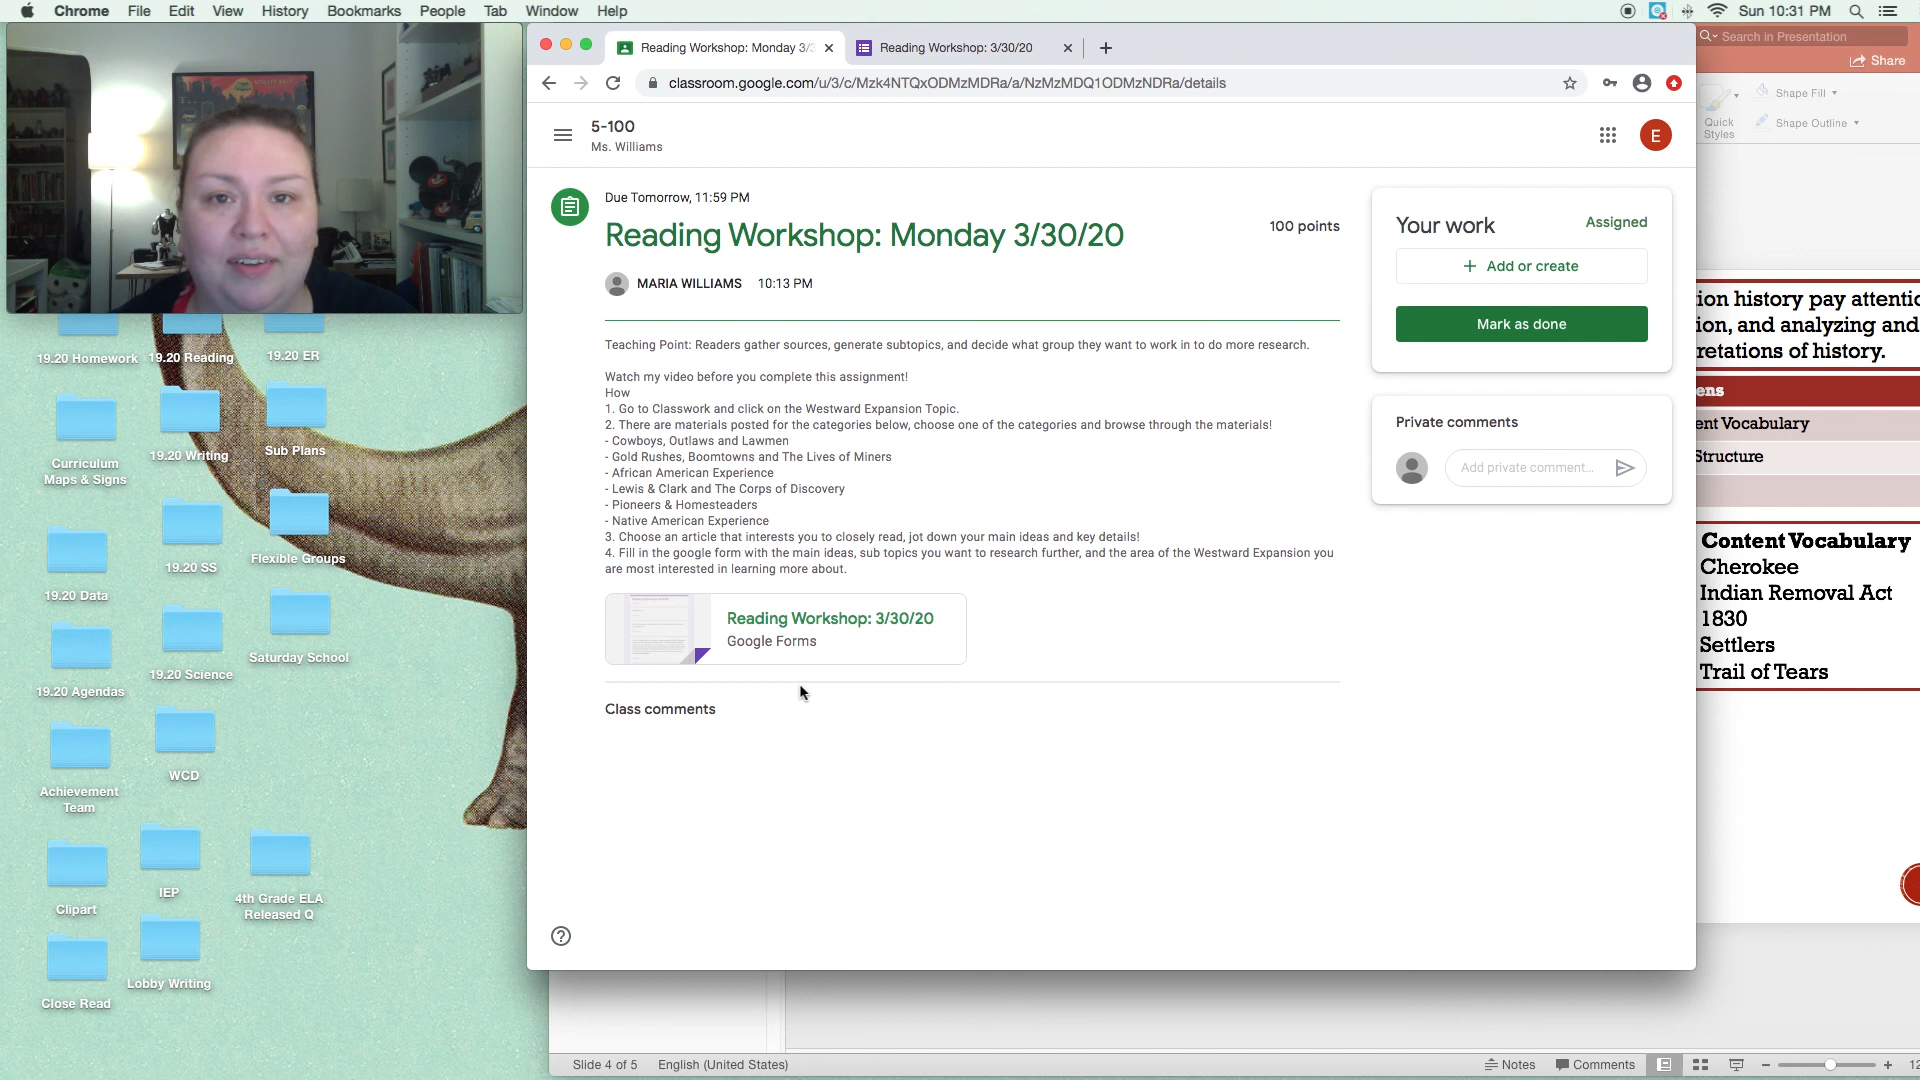 Chrome File Edit View History Bookmarks People Tab Window Help
Sun 10:31 PM
Reading Workshop: Monday 3/3
Reading Workshop: 3/30/20
classroom.google.com/u/3/c/Mzk4NTQxODMzMDRa/a/NzMzMDQ1ODMzNDRa/details
Search in Presentation
Share
Shape Fill
Quick
Styles
Shape Outline
5-100
Ms. Williams
E
Due Tomorrow, 11:59 PM
Reading Workshop: Monday 3/30/20
100 points
MARIA WILLIAMS 10:13 PM
Teaching Point: Readers gather sources, generate subtopics, and decide what group they want to work in to do more research.
Watch my video before you complete this assignment!
How
1. Go to Classwork and click on the Westward Expansion Topic.
2. There are materials posted for the categories below, choose one of the categories and browse through the materials!
- Cowboys, Outlaws and Lawmen
- Gold Rushes, Boomtowns and The Lives of Miners
- African American Experience
- Lewis & Clark and The Corps of Discovery
- Pioneers & Homesteaders
- Native American Experience
3. Choose an article that interests you to closely read, jot down your main ideas and key details!
4. Fill in the google form with the main ideas, sub topics you want to research further, and the area of the Westward Expansion you
are most interested in learning more about.
Reading Workshop: 3/30/20
Google Forms
Class comments
Your work
Assigned
+ Add or create
Mark as done
Private comments
Add private comment...
ion history pay attentic
ion, and analyzing and
retations of history.
ens
ent Vocabulary
Structure
Content Vocabulary
Cherokee
Indian Removal Act
1830
Settlers
Trail of Tears
19.20 Homework
19.20 Reading
19.20 ER
Curriculum
Maps & Signs
19.20 Writing
Sub Plans
19.20 Data
19.20 SS
Flexible Groups
19.20 Agendas
19.20 Science
Saturday School
Achievement
Team
WCD
Clipart
IEP
4th Grade ELA
Released Q
Close Read
Lobby Writing
Slide 4 of 5
English (United States)
Notes
Comments
12